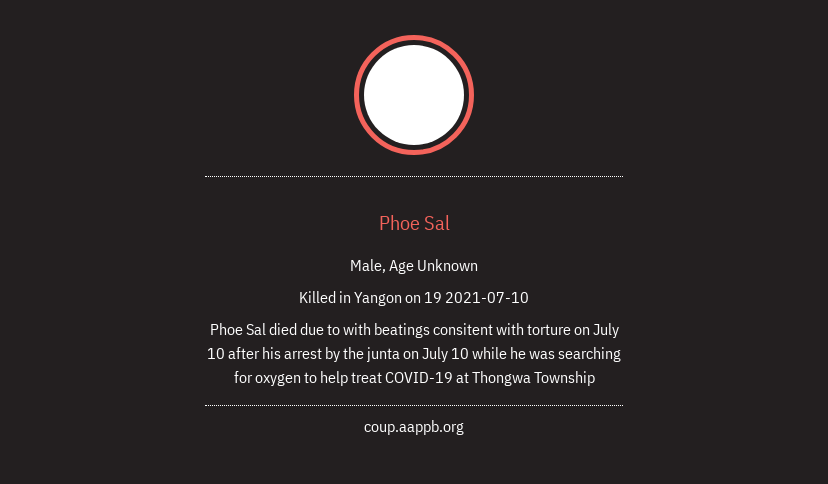 Phoe Sal
Male, Age Unknown
Killed in Yangon on 19 2021-07-10
Phoe Sal died due to with beatings consitent with torture on July
10 after his arrest by the junta on July 10 while he was searching
for oxygen to help treat COVID-19 at Thongwa Township
coup.aappb.org